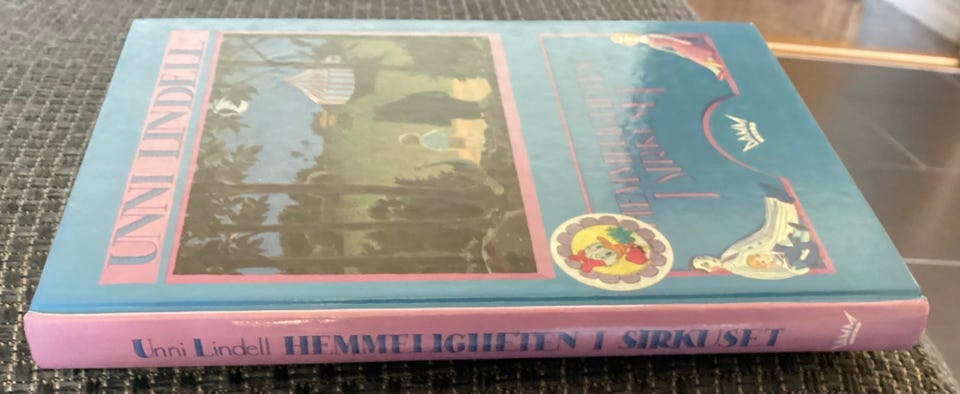 UNNI LINDELL
HEMMELIGHETEN
I SIRKUSET
Unni Lindell HEMMELIGHETEN I SIRKUSET